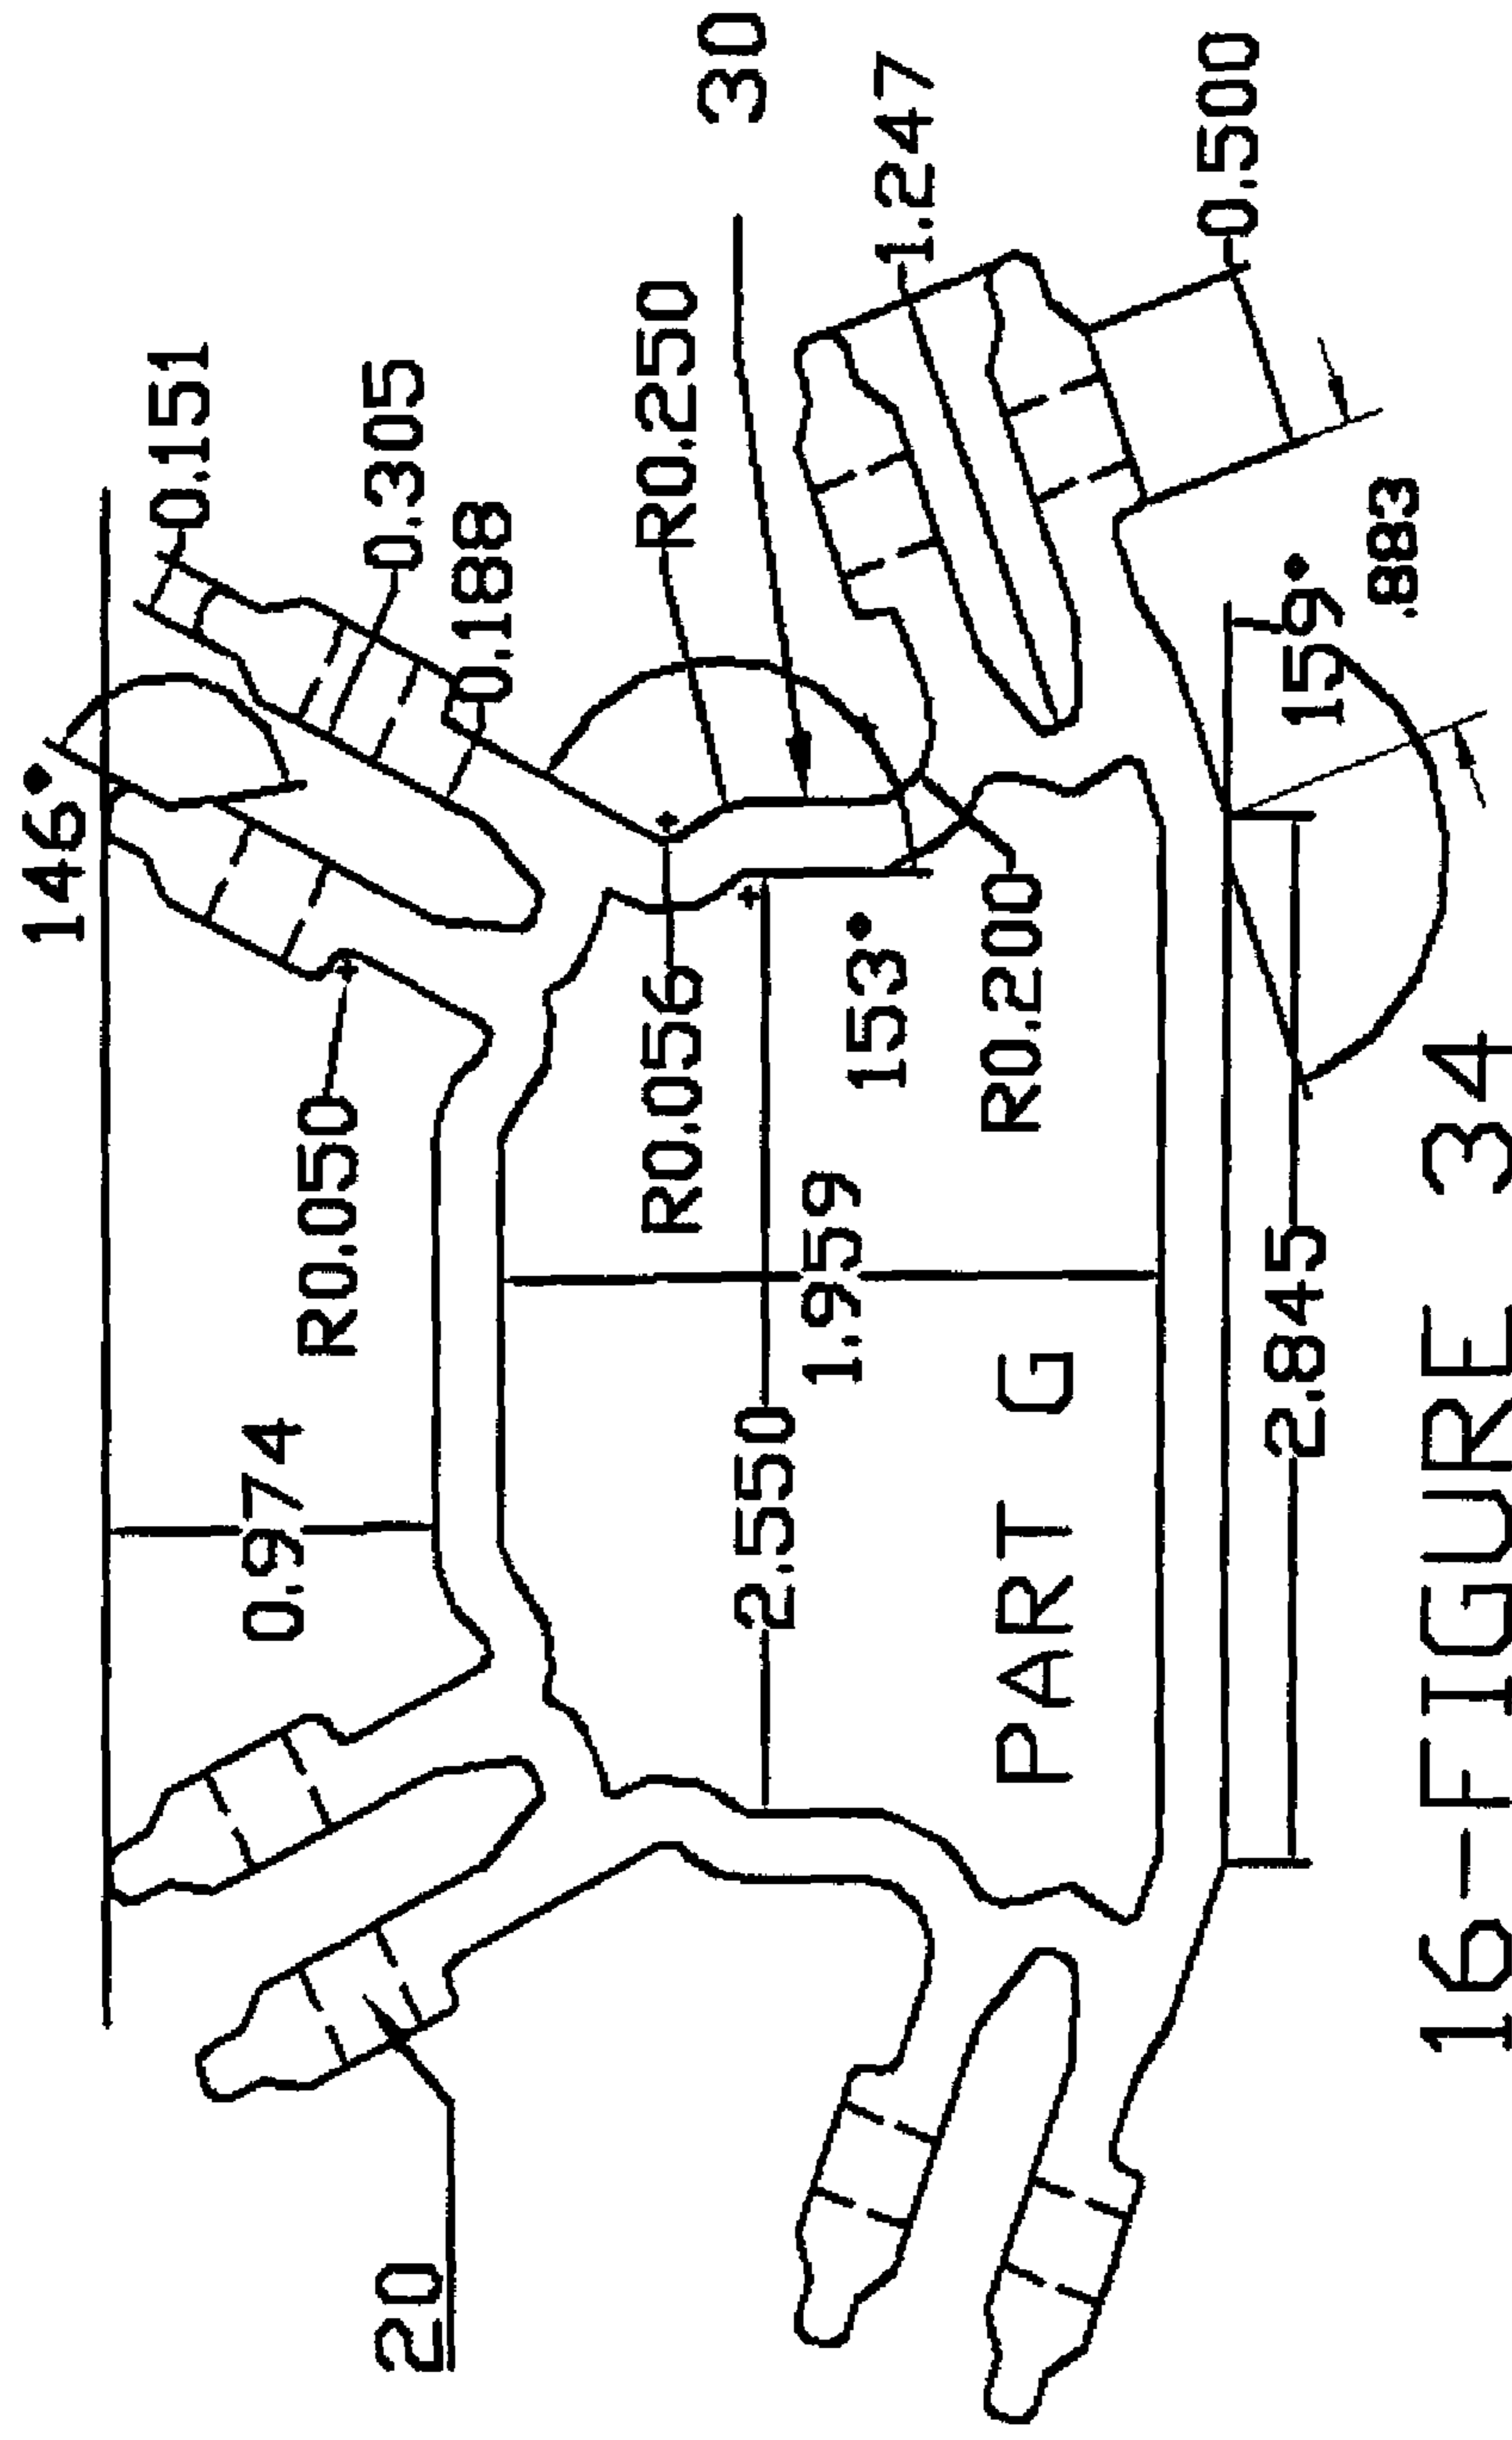 146°
0.151
0.305
0.188
R0.250
30
1.247
0.500
R0.050
0.974
R0.056
153°
R0.200
159°
.883
1.959
2.550
2.845
20
PART G
16-FIGURE 34